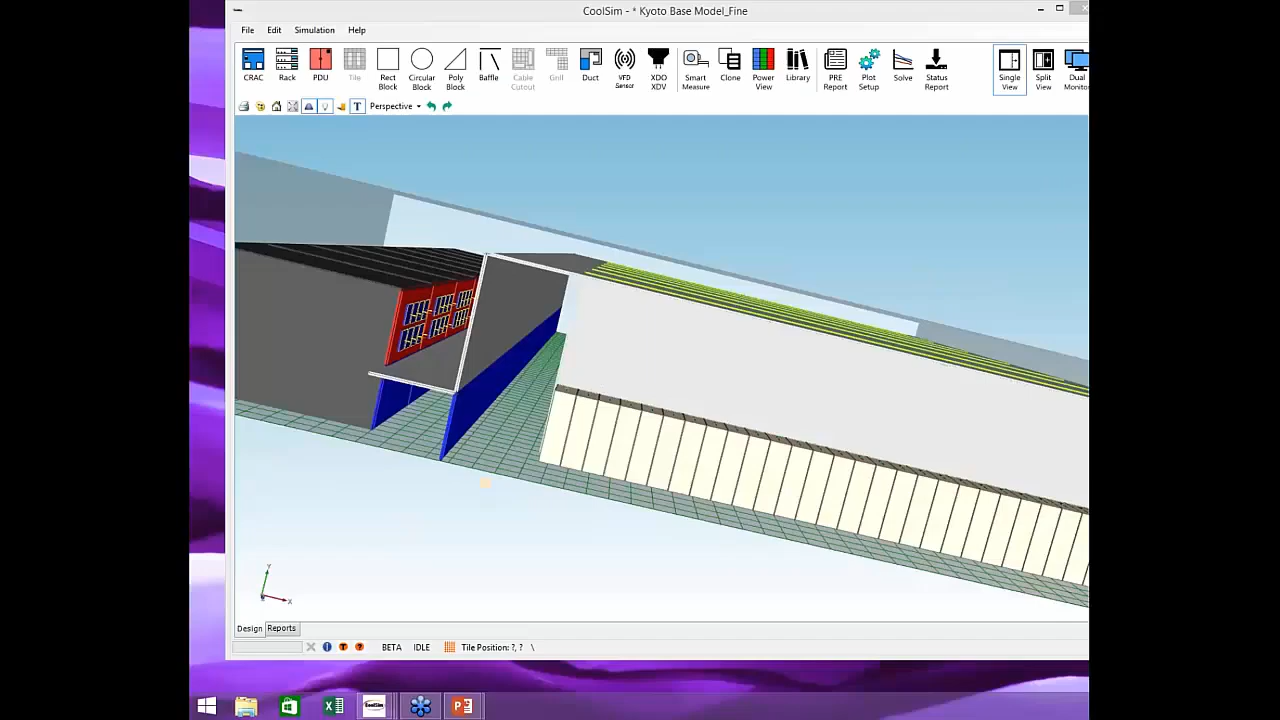 CoolSim - * Kyoto Base Model_Fine
File Edit Simulation Help
CRAC Rack PDU Tile Rect Block Circular Block Poly Block Baffle Cable Cutout Grill Duct VFD Sensor XDO XDV Smart Measure Clone Power View Library PRE Report Plot Setup Solve Status Report Single View Split View Dual Monito
T Perspective
Y
X
Design Reports
BETA IDLE Tile Position: ?, ? \
CoolSim